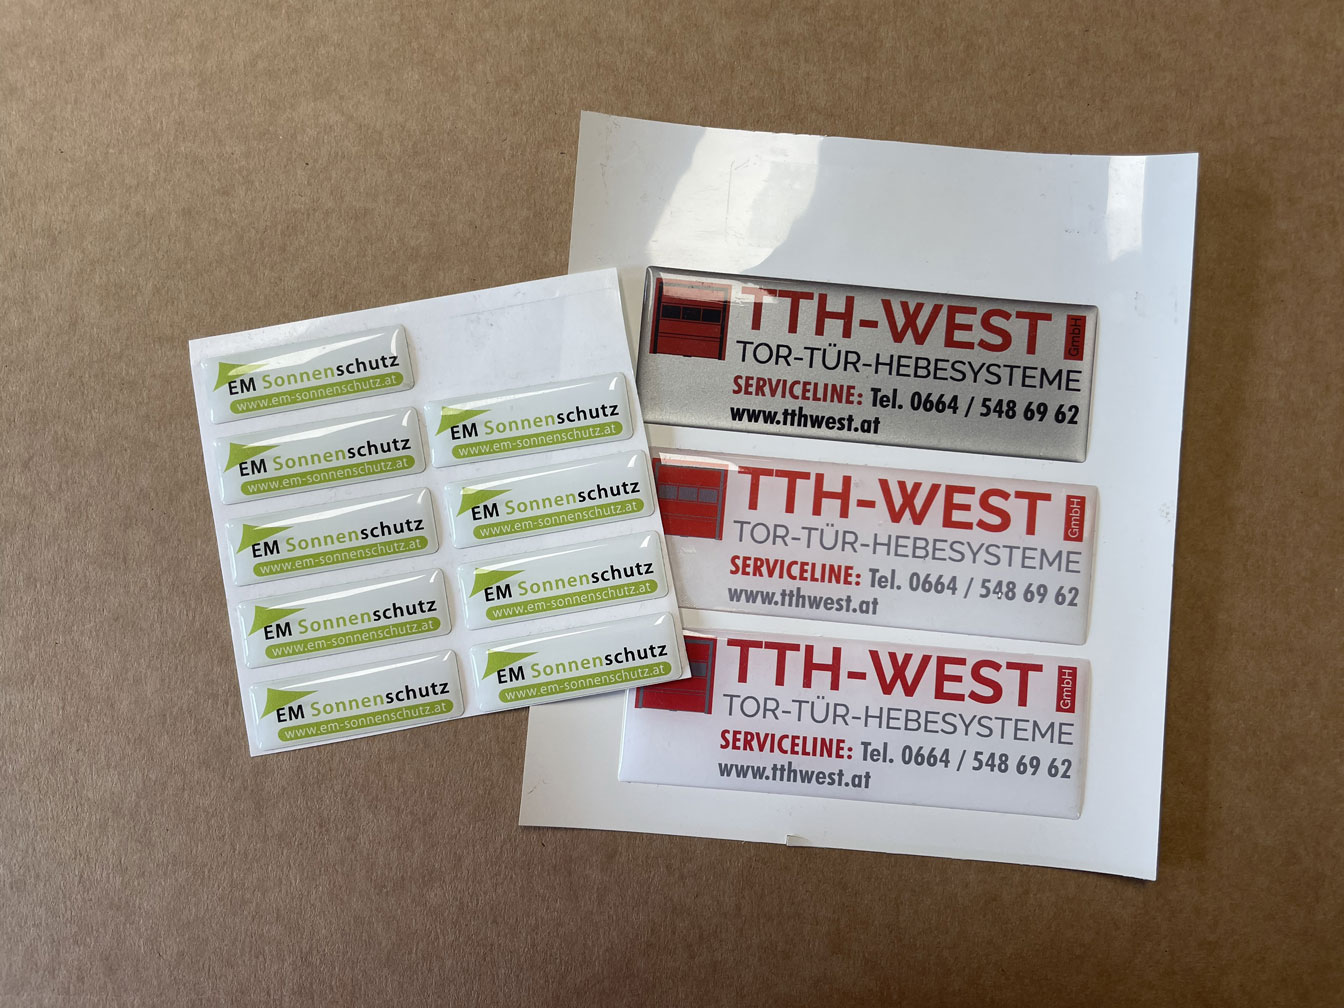 EM Sonnenschutz
www.em-sonnenschutz.at
EM Sonnenschutz
www.em-sonnenschutz.at
EM Sonnenschutz
www.em-sonnenschutz.at
EM Sonnenschutz
www.em-sonnenschutz.at
EM Sonnenschutz
www.em-sonnenschutz.at
EM Sonnenschutz
www.em-sonnenschutz.at
EM Sonnenschutz
www.em-sonnenschutz.at
EM Sonnenschutz
www.em-sonnenschutz.at
EM Sonnenschutz
www.em-sonnenschutz.at
TTH-WEST GmbH
TOR-TÜR-HEBESYSTEME
SERVICELINE: Tel. 0664 / 548 69 62
www.tthwest.at
TTH-WEST GmbH
TOR-TÜR-HEBESYSTEME
SERVICELINE: Tel. 0664 / 548 69 62
www.tthwest.at
TTH-WEST GmbH
TOR-TÜR-HEBESYSTEME
SERVICELINE: Tel. 0664 / 548 69 62
www.tthwest.at